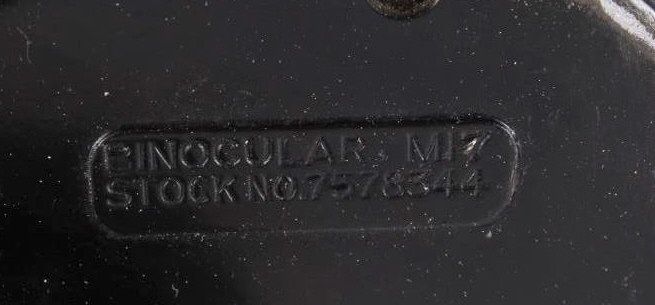 BINOCULAR, M17
STOCK NO. 7578344